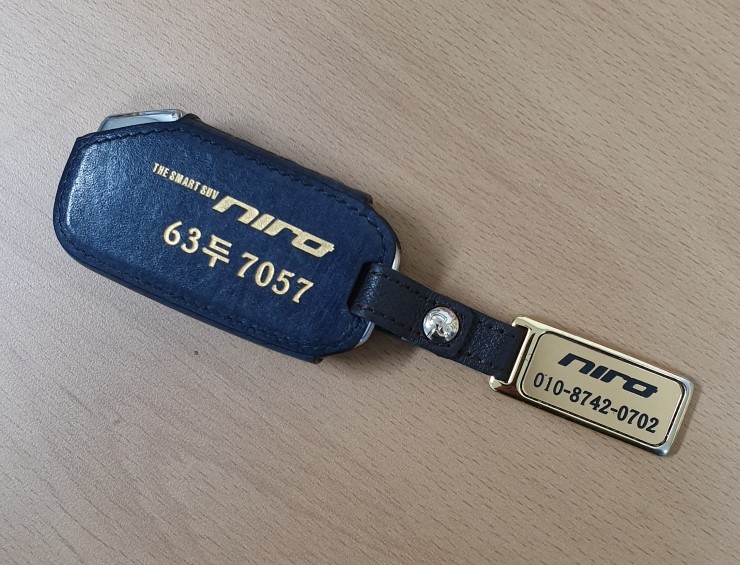 THE SMART SUV niro
63두 7057
niro
010-8742-0702